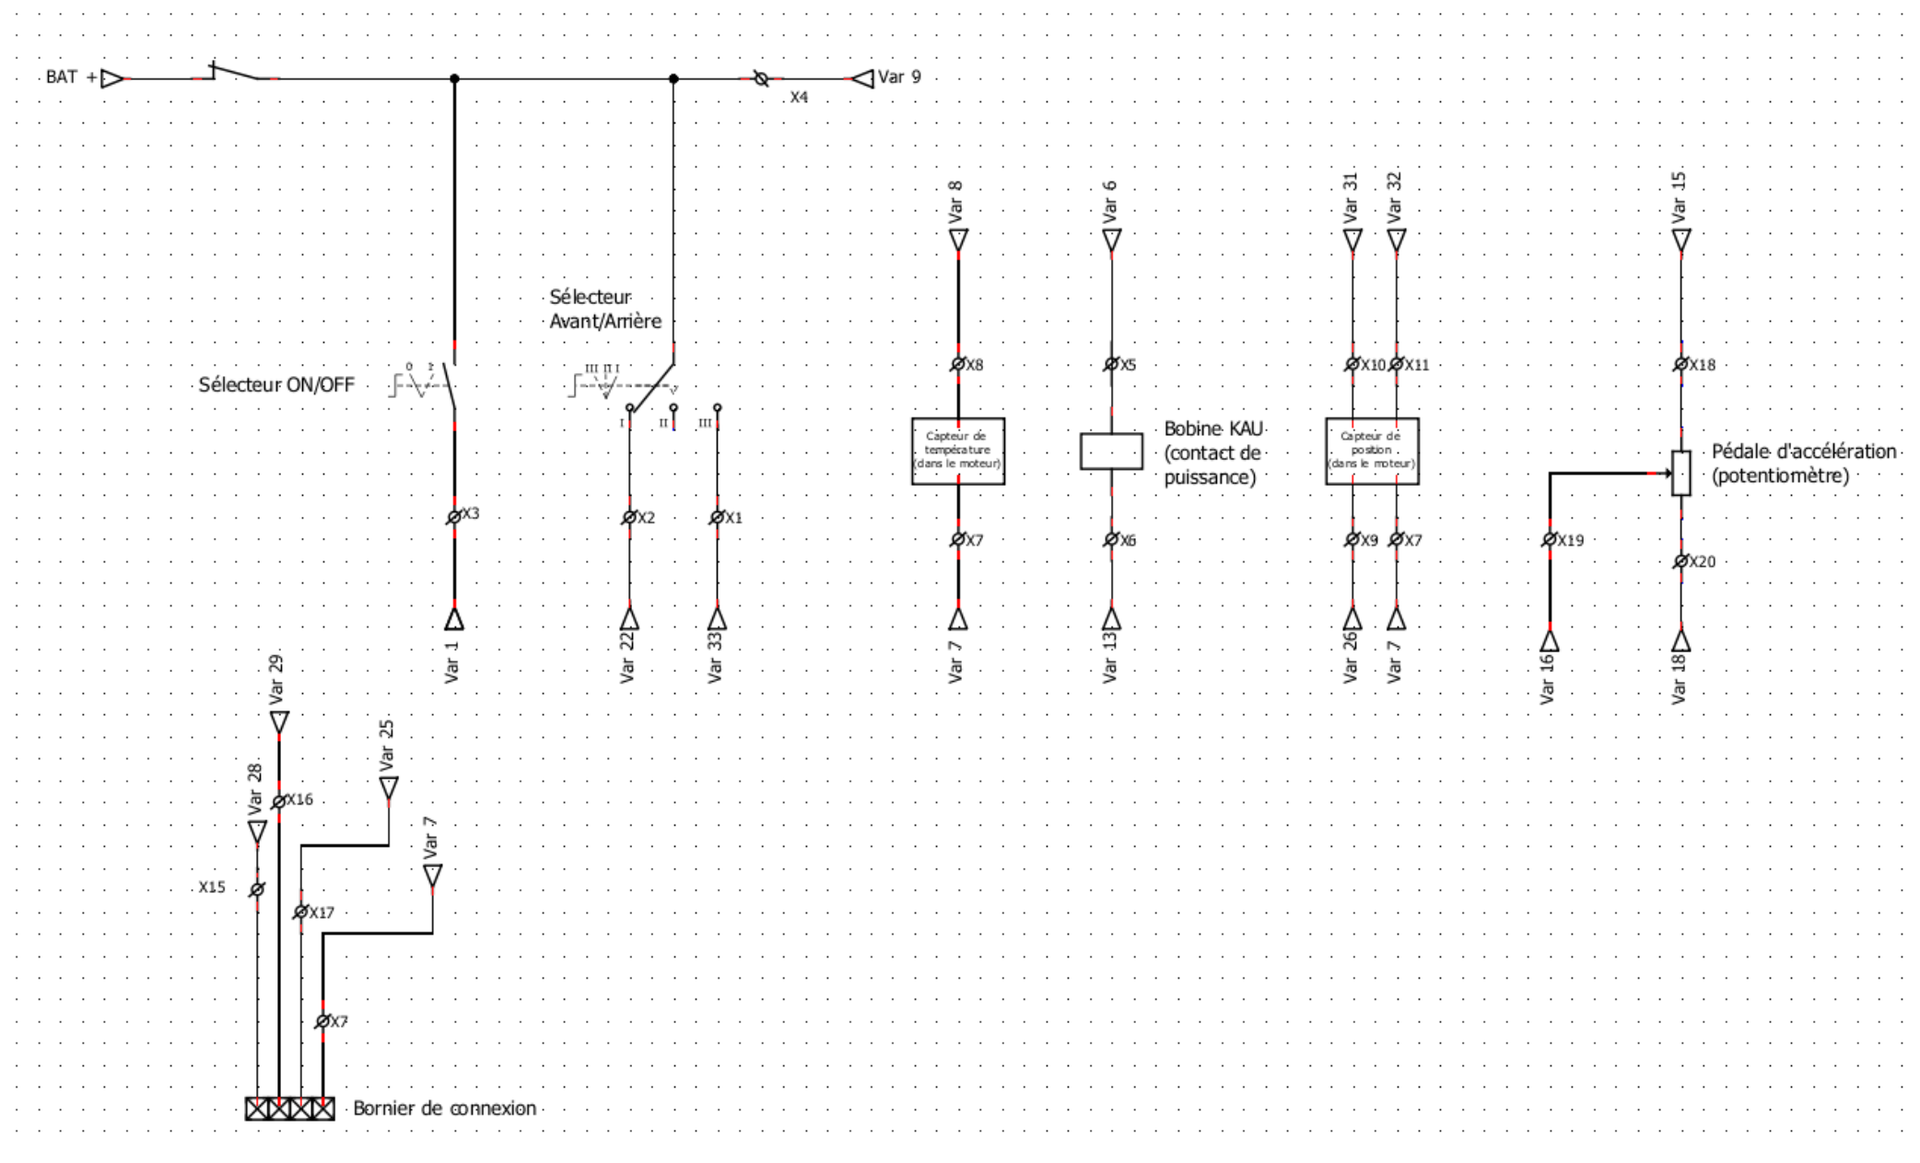 BAT +
X4
Var 9
Var 8
Var 6
Var 31
Var 32
Var 15
Sélecteur
Avant/Arrière
Sélecteur ON/OFF
0 I
III II I
I
II
III
X3
X2
X1
Var 1
Var 22
Var 33
X8
Capteur de
température
(dans le moteur)
X7
Var 7
X5
Bobine KAU
(contact de
puissance)
X6
Var 13
X10
X11
Capteur de
position
(dans le moteur)
X9
X7
Var 26
Var 7
X18
Pédale d'accélération
(potentiomètre)
X19
X20
Var 16
Var 18
Var 29
Var 25
Var 28
X16
Var 7
X15
X17
X7
Bornier de connexion